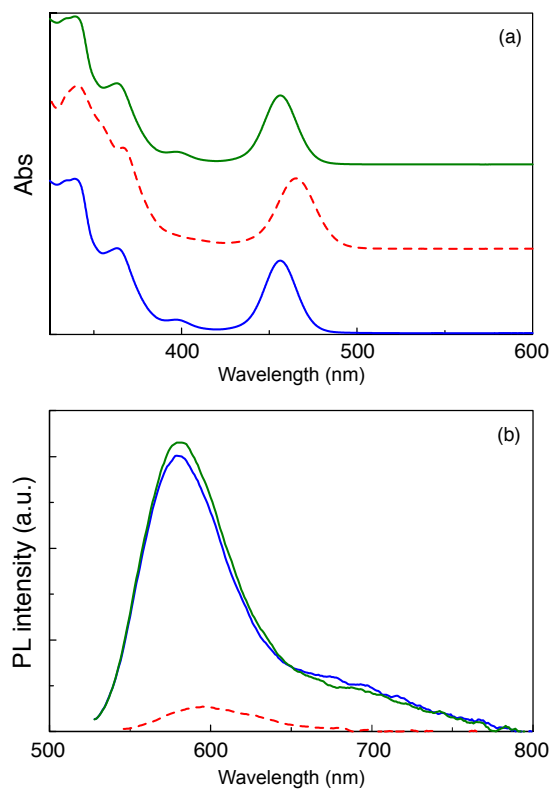 (a)
Abs
400
500
600
Wavelength (nm)
(b)
PL intensity (a.u.)
500
600
700
800
Wavelength (nm)